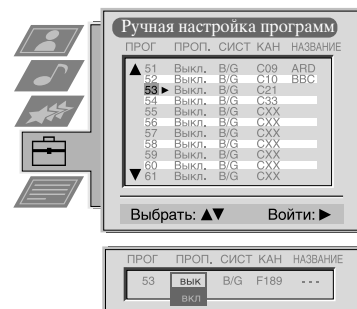 Ручная настройка программ
ПРОГ ПРОП. СИСТ КАН НАЗВАНИЕ
51 Выкл. B/G C09 ARD
52 Выкл. B/G C10 BBC
53 Выкл. B/G C21
54 Выкл. B/G C33
55 Выкл. B/G CXX
56 Выкл. B/G CXX
57 Выкл. B/G CXX
58 Выкл. B/G CXX
59 Выкл. B/G CXX
60 Выкл. B/G CXX
61 Выкл. B/G CXX
Выбрать: ▲▼ Войти: ►
ПРОГ ПРОП. СИСТ КАН НАЗВАНИЕ
53 ВЫК B/G F189 - - -
ВКЛ